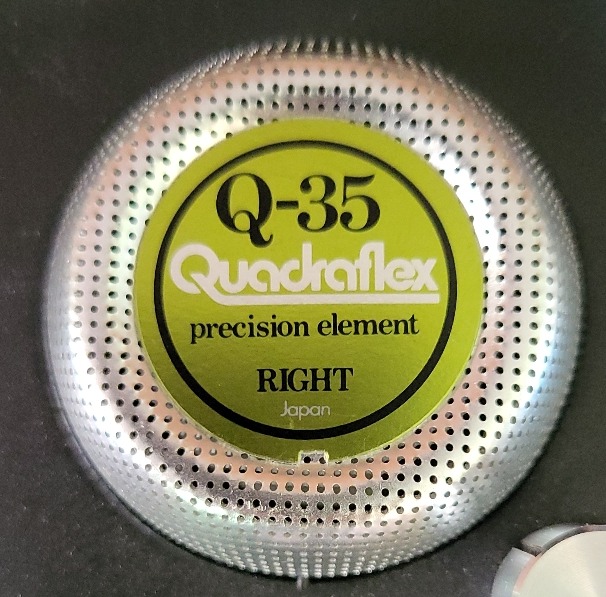 Q-35
Quadraflex
precision element
RIGHT
Japan